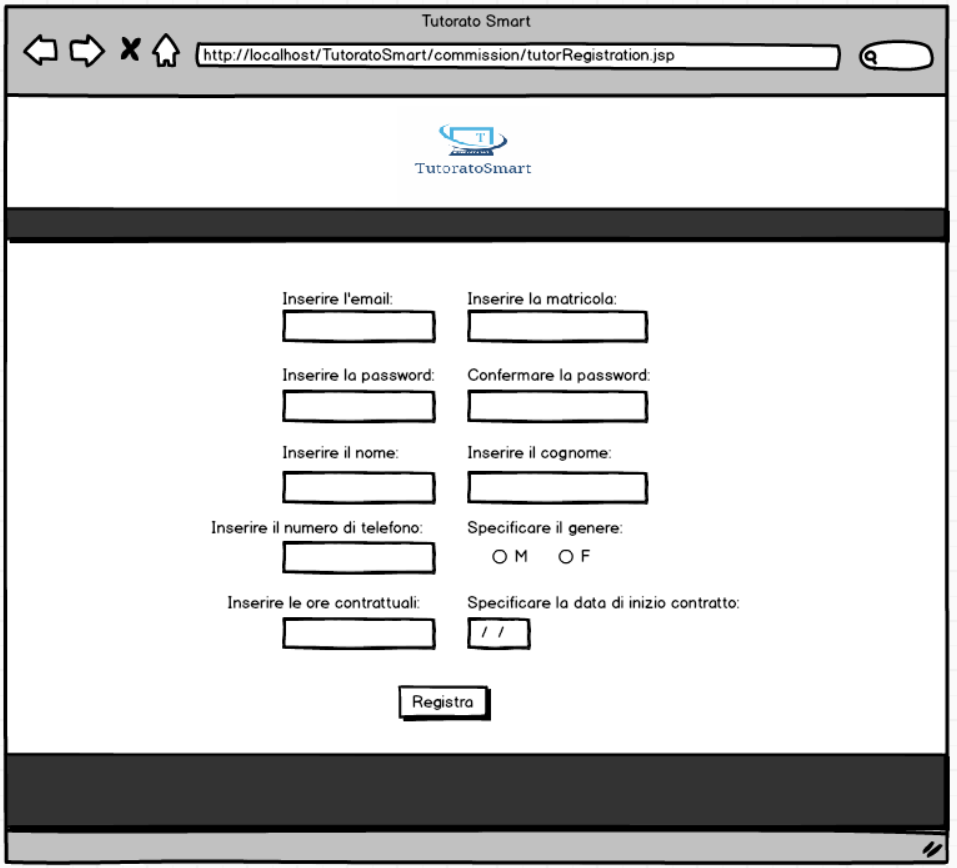 Tutorato Smart
http://localhost/TutoratoSmart/commission/tutorRegistration.jsp
T
TutoratoSmart
Inserire l'email:
Inserire la matricola:
Inserire la password:
Confermare la password:
Inserire il nome:
Inserire il cognome:
Inserire il numero di telefono:
Specificare il genere:
M
F
Inserire le ore contrattuali:
Specificare la data di inizio contratto:
/ /
Registra